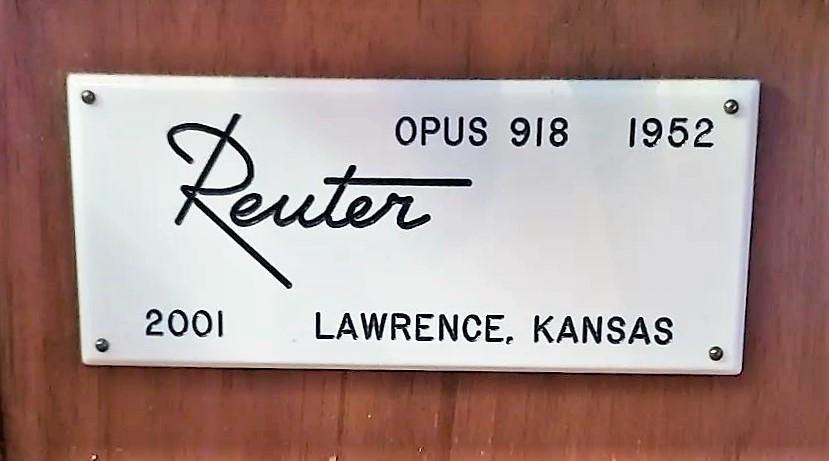 OPUS 918 1952
Reuter
2001 LAWRENCE, KANSAS